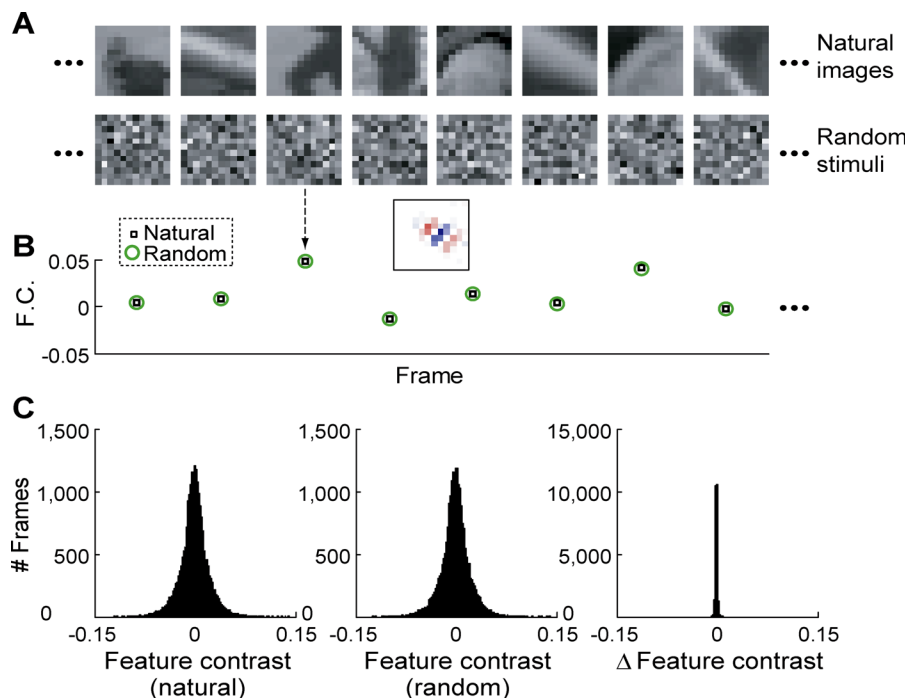 A
••• ••• Natural images
••• ••• Random stimuli
B
Natural
Random
F.C.
0.05
0
-0.05
•••
Frame
C
# Frames
1,500
1,000
500
0
-0.15 0 0.15
Feature contrast
(natural)
1,500
1,000
500
0
-0.15 0 0.15
Feature contrast
(random)
15,000
10,000
5,000
0
-0.15 0 0.15
Δ Feature contrast